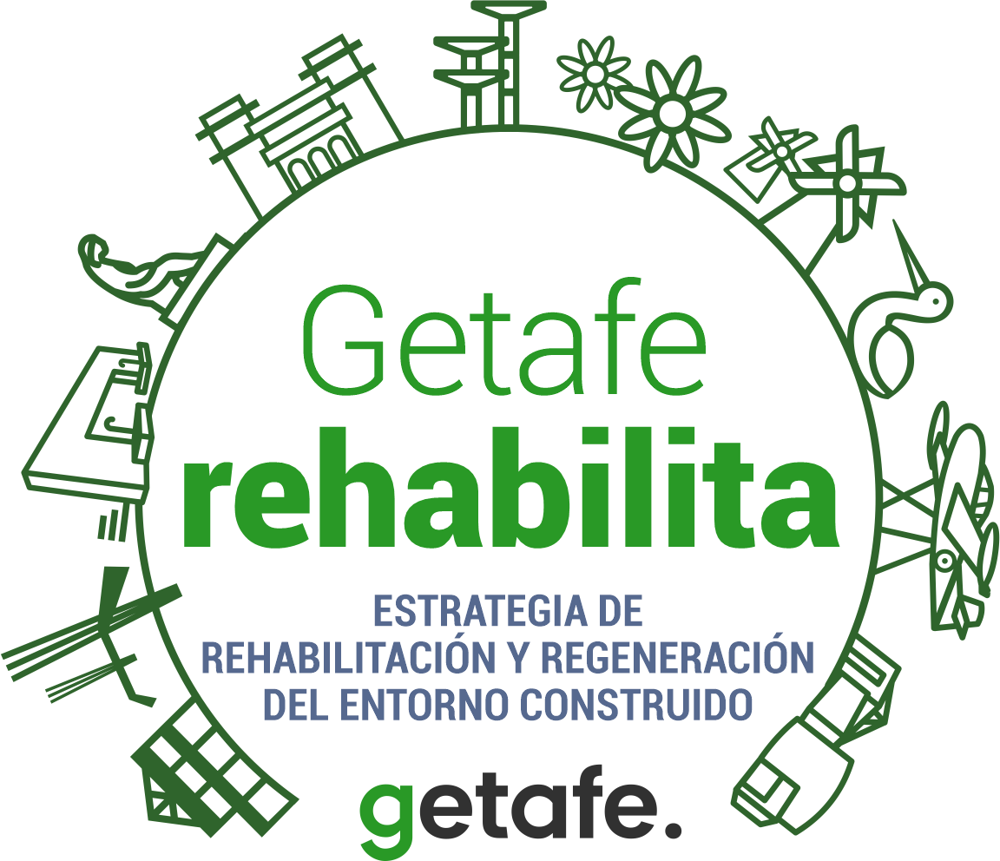 Getafe
rehabilita
ESTRATEGIA DE
REHABILITACIÓN Y REGENERACIÓN
DEL ENTORNO CONSTRUIDO
getafe.